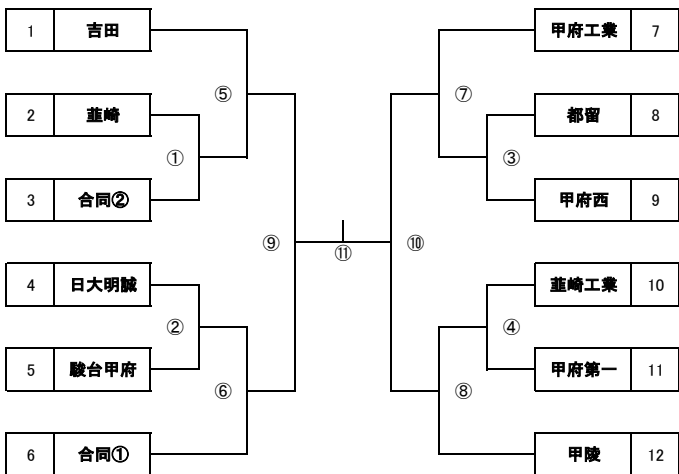 1 吉田
2 韮崎
3 合同②
4 日大明誠
5 駿台甲府
6 合同①
⑤
①
②
⑥
⑨
⑪
⑩
⑦
③
④
⑧
甲府工業 7
都留 8
甲府西 9
韮崎工業 10
甲府第一 11
甲陵 12